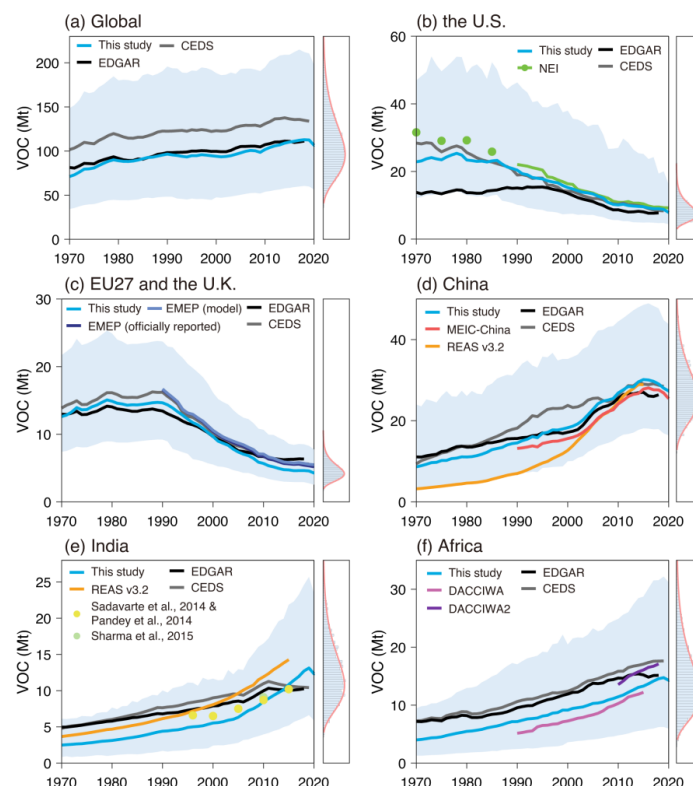 (a) Global
This study CEDS
EDGAR
VOC (Mt)
200
150
100
50
0
1970 1980 1990 2000 2010 2020
(b) the U.S.
This study EDGAR
NEI CEDS
VOC (Mt)
60
40
20
0
1970 1980 1990 2000 2010 2020
(c) EU27 and the U.K.
This study EMEP (model) EDGAR
EMEP (officially reported) CEDS
VOC (Mt)
30
20
10
0
1970 1980 1990 2000 2010 2020
(d) China
This study EDGAR
MEIC-China CEDS
REAS v3.2
VOC (Mt)
40
20
0
1970 1980 1990 2000 2010 2020
(e) India
This study EDGAR
REAS v3.2 CEDS
Sadavarte et al., 2014 &
Pandey et al., 2014
Sharma et al., 2015
VOC (Mt)
25
20
15
10
5
0
1970 1980 1990 2000 2010 2020
(f) Africa
This study EDGAR
DACCIWA CEDS
DACCIWA2
VOC (Mt)
30
20
10
0
1970 1980 1990 2000 2010 2020